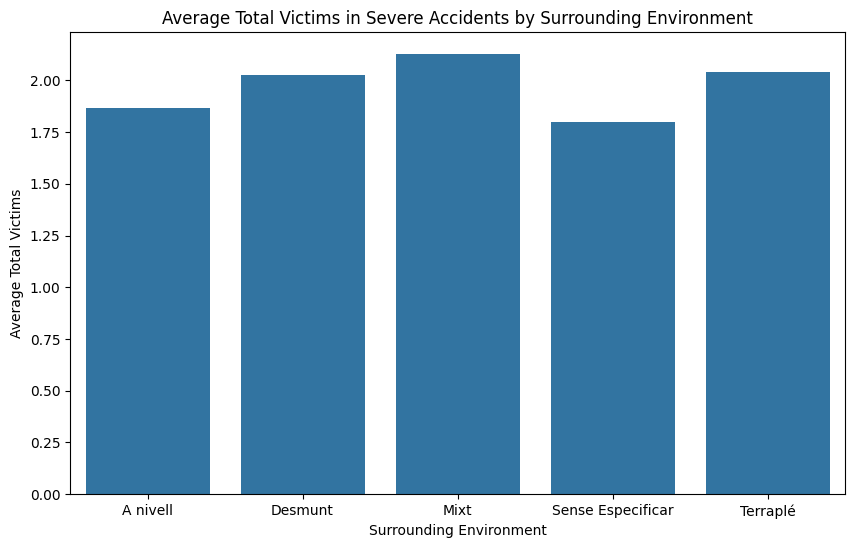 Average Total Victims in Severe Accidents by Surrounding Environment
Average Total Victims
2.00
1.75
1.50
1.25
1.00
0.75
0.50
0.25
0.00
A nivell
Desmunt
Mixt
Sense Especificar
Terraplé
Surrounding Environment